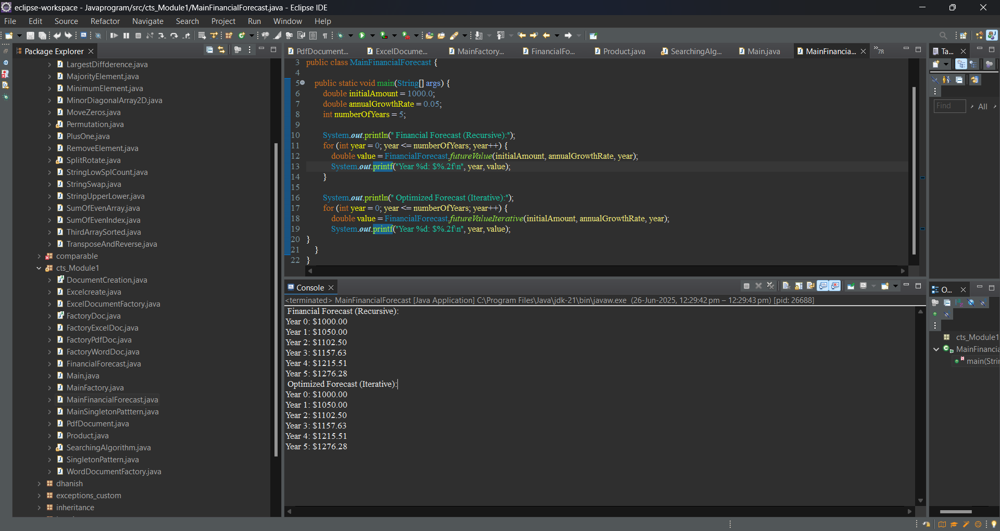 eclipse-workspace - Javaprogram/src/cts_Module1/MainFinancialForecast.java - Eclipse IDE
File Edit Source Refactor Navigate Search Project Run Window Help
Package Explorer
LargestDiffderence.java
MajorityElement.java
MinimumElement.java
MinorDiagonalArray2D.java
MoveZeros.java
Permutation.java
PlusOne.java
RemoveElement.java
SplitRotate.java
StringLowSplCount.java
StringSwap.java
StringUpperLower.java
SumOfEvenArray.java
SumOfEvenIndex.java
ThirdArraySorted.java
TransposeAndReverse.java
comparable
cts_Module1
DocumentCreation.java
Excelcreate.java
ExcelDocumentFactory.java
FactoryDoc.java
FactoryExcelDoc.java
FactoryPdfDoc.java
FactoryWordDoc.java
FinancialForecast.java
Main.java
MainFactory.java
MainFinancialForecast.java
MainSingletonPatttern.java
PdfDocument.java
Product.java
SearchingAlgorithm.java
SingletonPattern.java
WordDocumentFactory.java
dhanish
exceptions_custom
inheritance
PdfDocument... ExcelDocume... MainFactory... FinancialFo... Product.java SearchingAlg... Main.java MainFinancia... »78
3 public class MainFinancialForecast {
4
5 public static void main(String[] args) {
6 double initialAmount = 1000.0;
7 double annualGrowthRate = 0.05;
8 int numberOfYears = 5;
9
10 System.out.println(" Financial Forecast (Recursive):");
11 for (int year = 0; year <= numberOfYears; year++) {
12 double value = FinancialForecast.futureValue(initialAmount, annualGrowthRate, year);
13 System.out.printf("Year %d: $%.2f\n", year, value);
14 }
15
16 System.out.println(" Optimized Forecast (Iterative):");
17 for (int year = 0; year <= numberOfYears; year++) {
18 double value = FinancialForecast.futureValueIterative(initialAmount, annualGrowthRate, year);
19 System.out.printf("Year %d: $%.2f\n", year, value);
20 }
21 }
22 }
Console
<terminated> MainFinancialForecast [Java Application] C:\Program Files\Java\jdk-21\bin\javaw.exe (26-Jun-2025, 12:29:42 pm – 12:29:43 pm) [pid: 26688]
Financial Forecast (Recursive):
Year 0: $1000.00
Year 1: $1050.00
Year 2: $1102.50
Year 3: $1157.63
Year 4: $1215.51
Year 5: $1276.28
Optimized Forecast (Iterative):
Year 0: $1000.00
Year 1: $1050.00
Year 2: $1102.50
Year 3: $1157.63
Year 4: $1215.51
Year 5: $1276.28
Ta...
Find All
O...
cts_Module1
MainFinancia
main(Stri